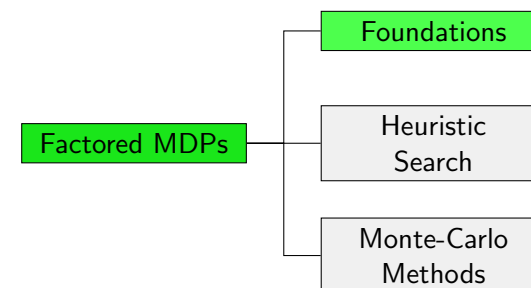 Foundations
Factored MDPs
Heuristic
Search
Monte-Carlo
Methods